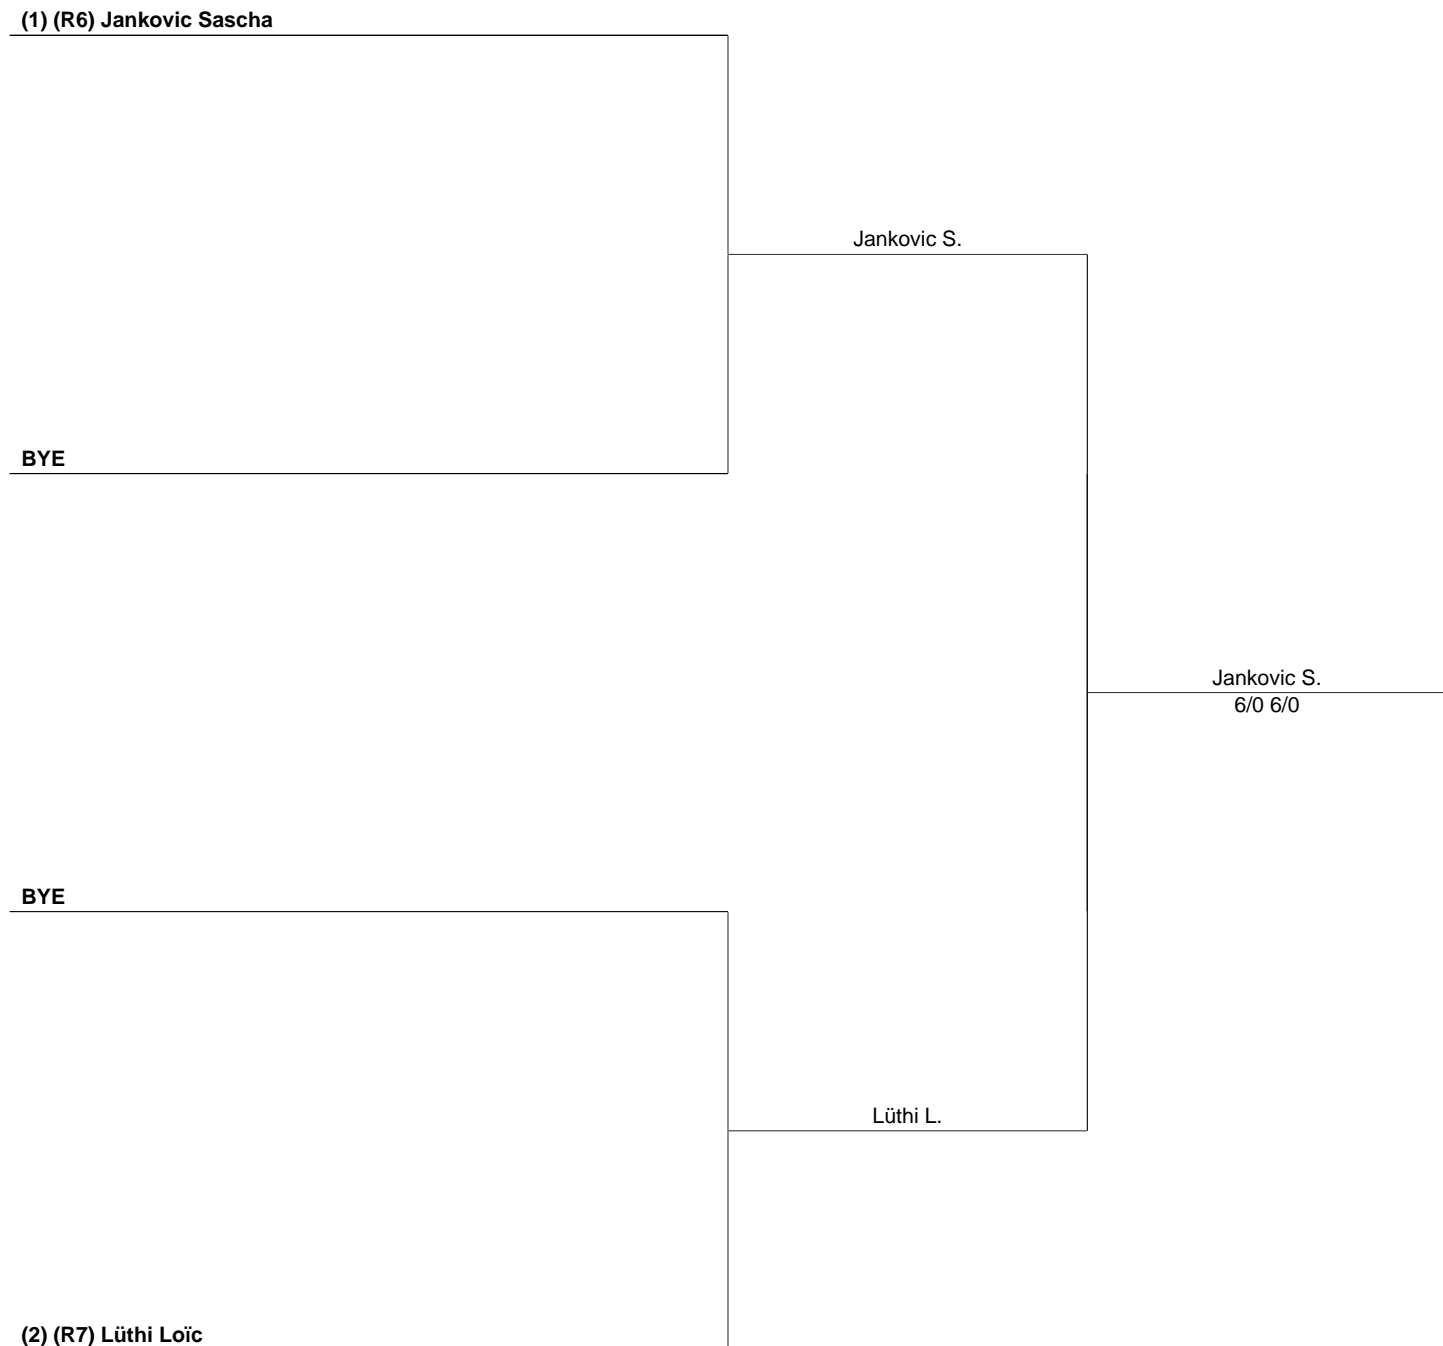 (1) (R6) Jankovic Sascha
Jankovic S.
BYE
Jankovic S.
6/0 6/0
BYE
Lüthi L.
(2) (R7) Lüthi Loïc